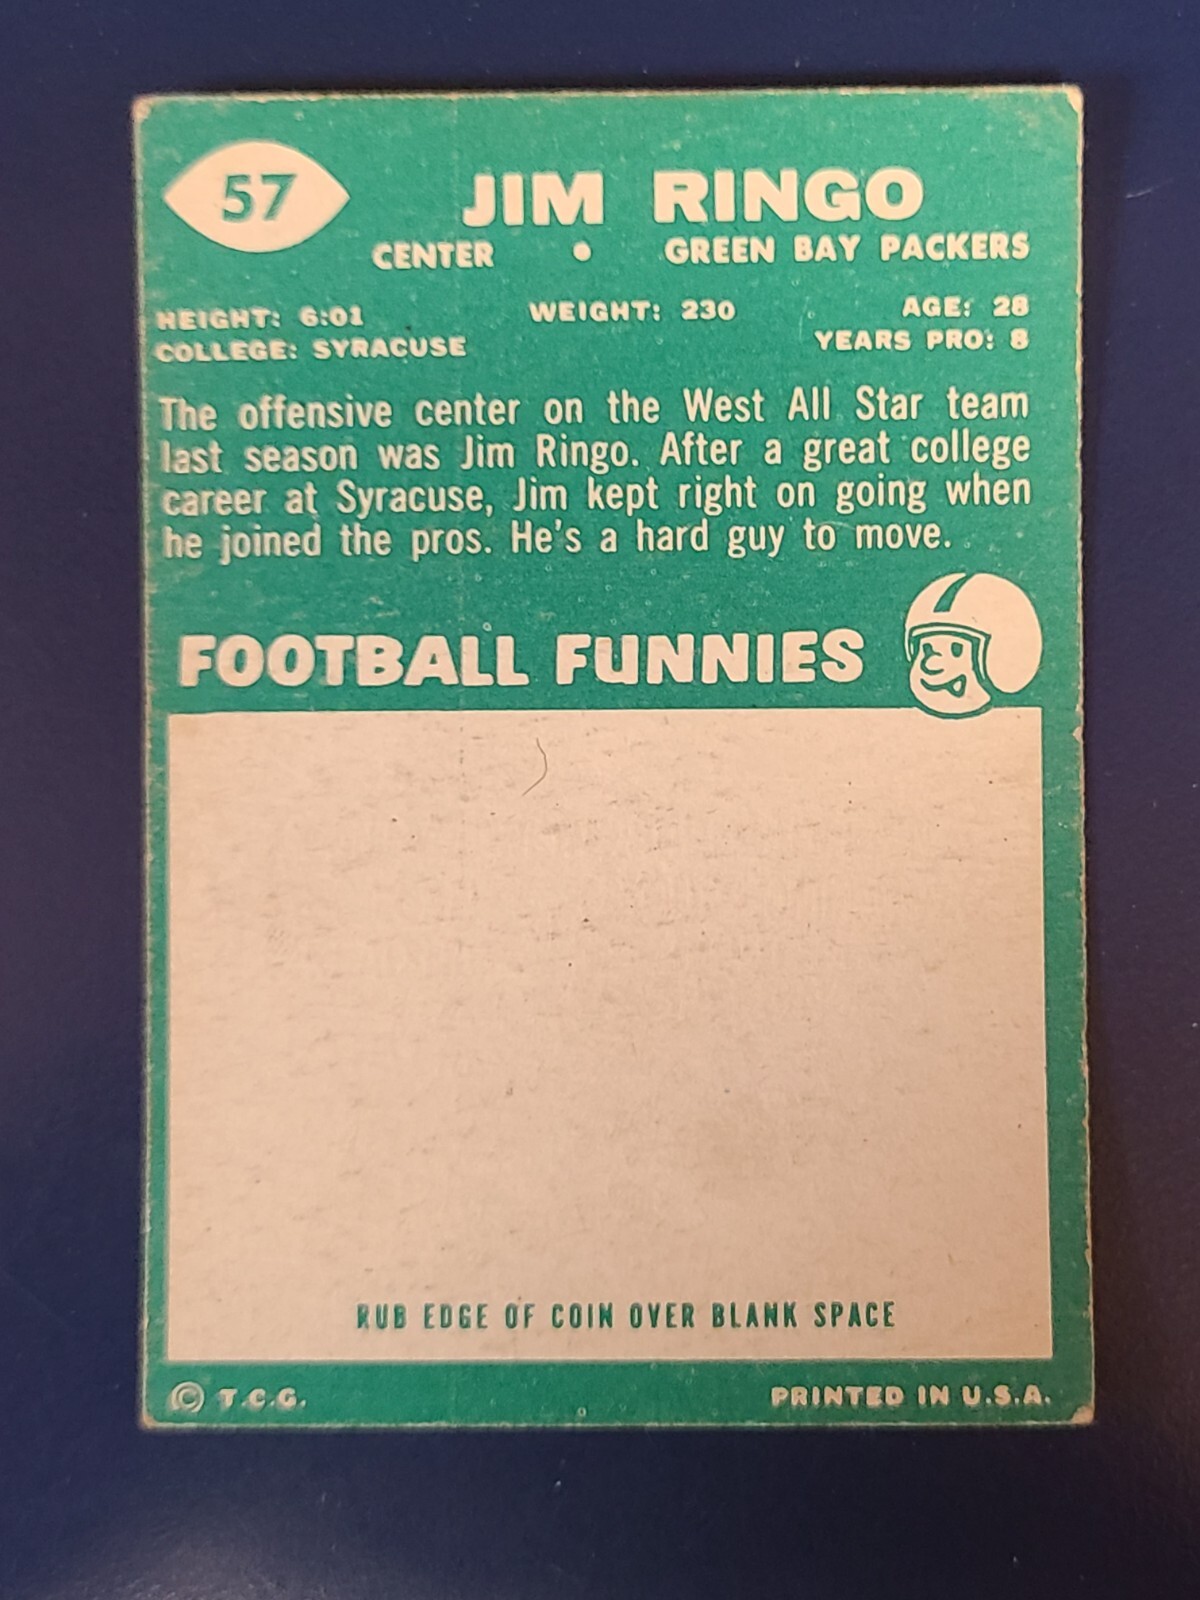 57
JIM RINGO
CENTER • GREEN BAY PACKERS
HEIGHT: 6:01 WEIGHT: 230 AGE: 28
COLLEGE: SYRACUSE YEARS PRO: 8
The offensive center on the West All Star team
last season was Jim Ringo. After a great college
career at Syracuse, Jim kept right on going when
he joined the pros. He's a hard guy to move.
FOOTBALL FUNNIES
RUB EDGE OF COIN OVER BLANK SPACE
© T.C.G. PRINTED IN U.S.A.